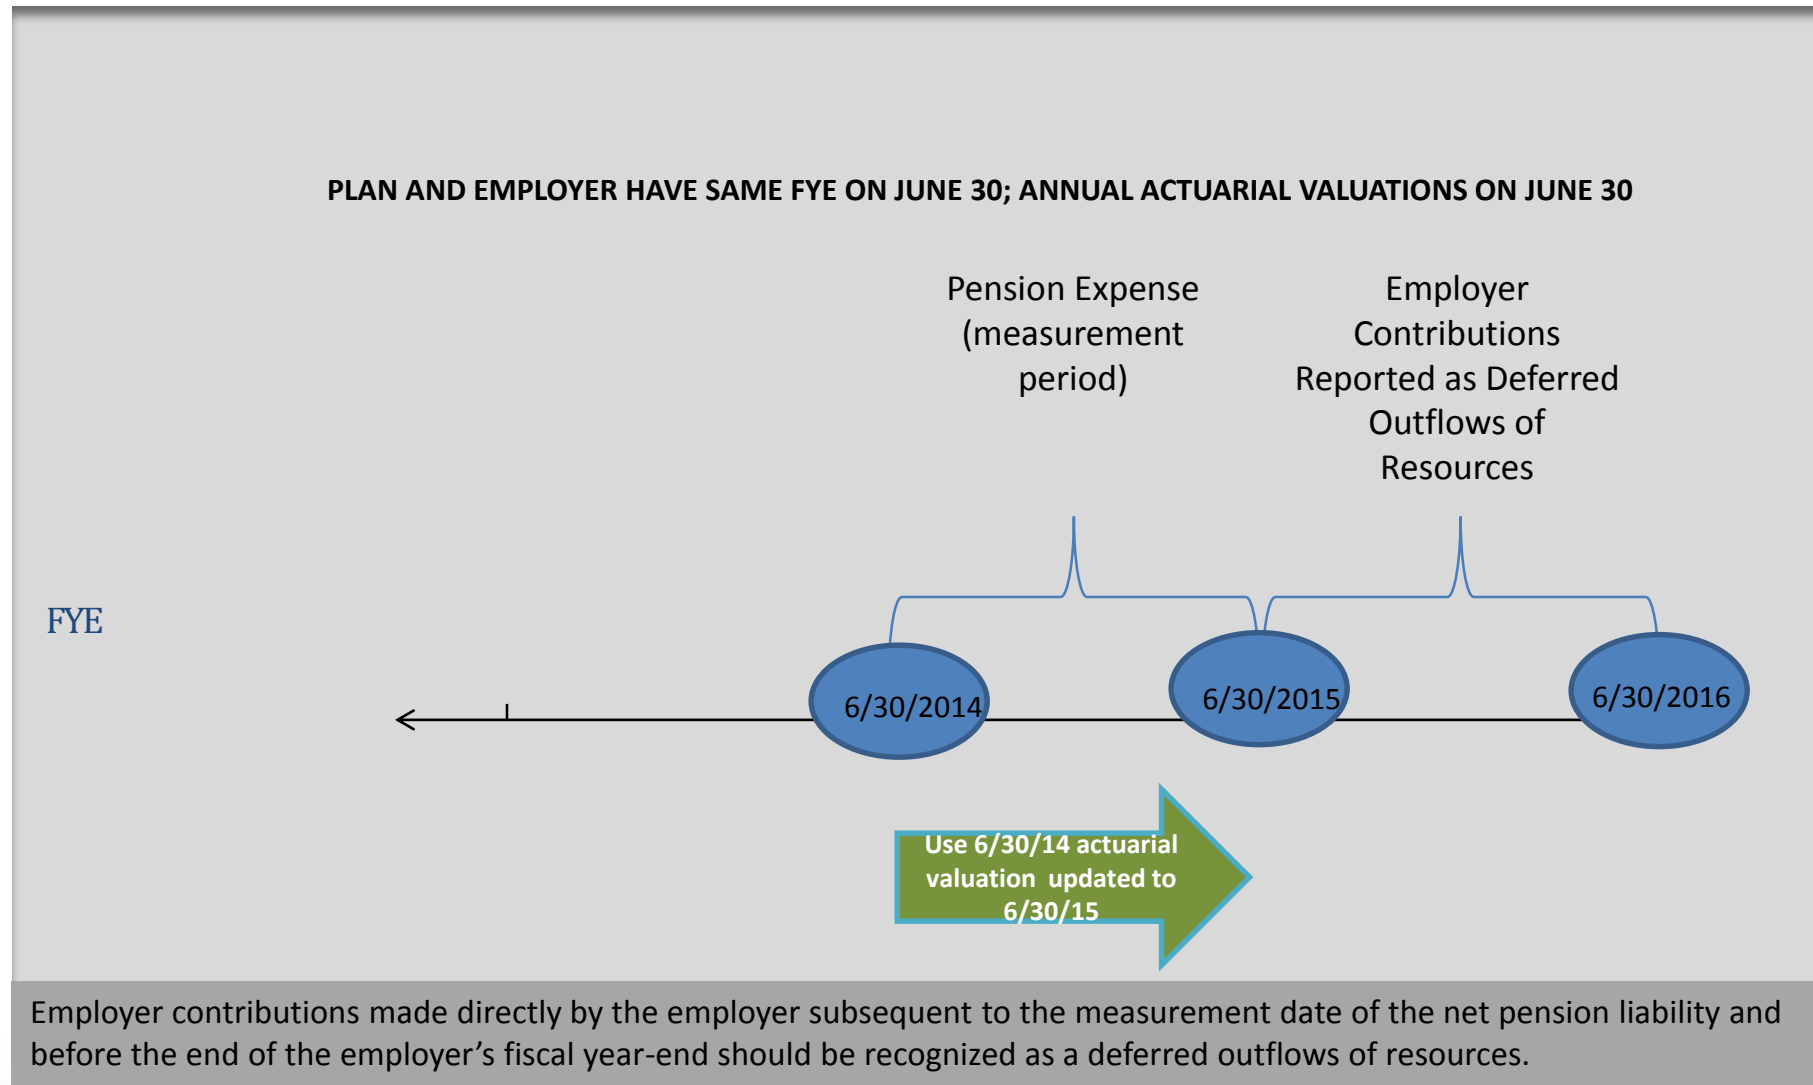 PLAN AND EMPLOYER HAVE SAME FYE ON JUNE 30; ANNUAL ACTUARIAL VALUATIONS ON JUNE 30
Pension Expense
(measurement
period)
Employer
Contributions
Reported as Deferred
Outflows of
Resources
FYE
6/30/2014
6/30/2015
6/30/2016
Use 6/30/14 actuarial
valuation updated to
6/30/15
Employer contributions made directly by the employer subsequent to the measurement date of the net pension liability and
before the end of the employer’s fiscal year-end should be recognized as a deferred outflows of resources.